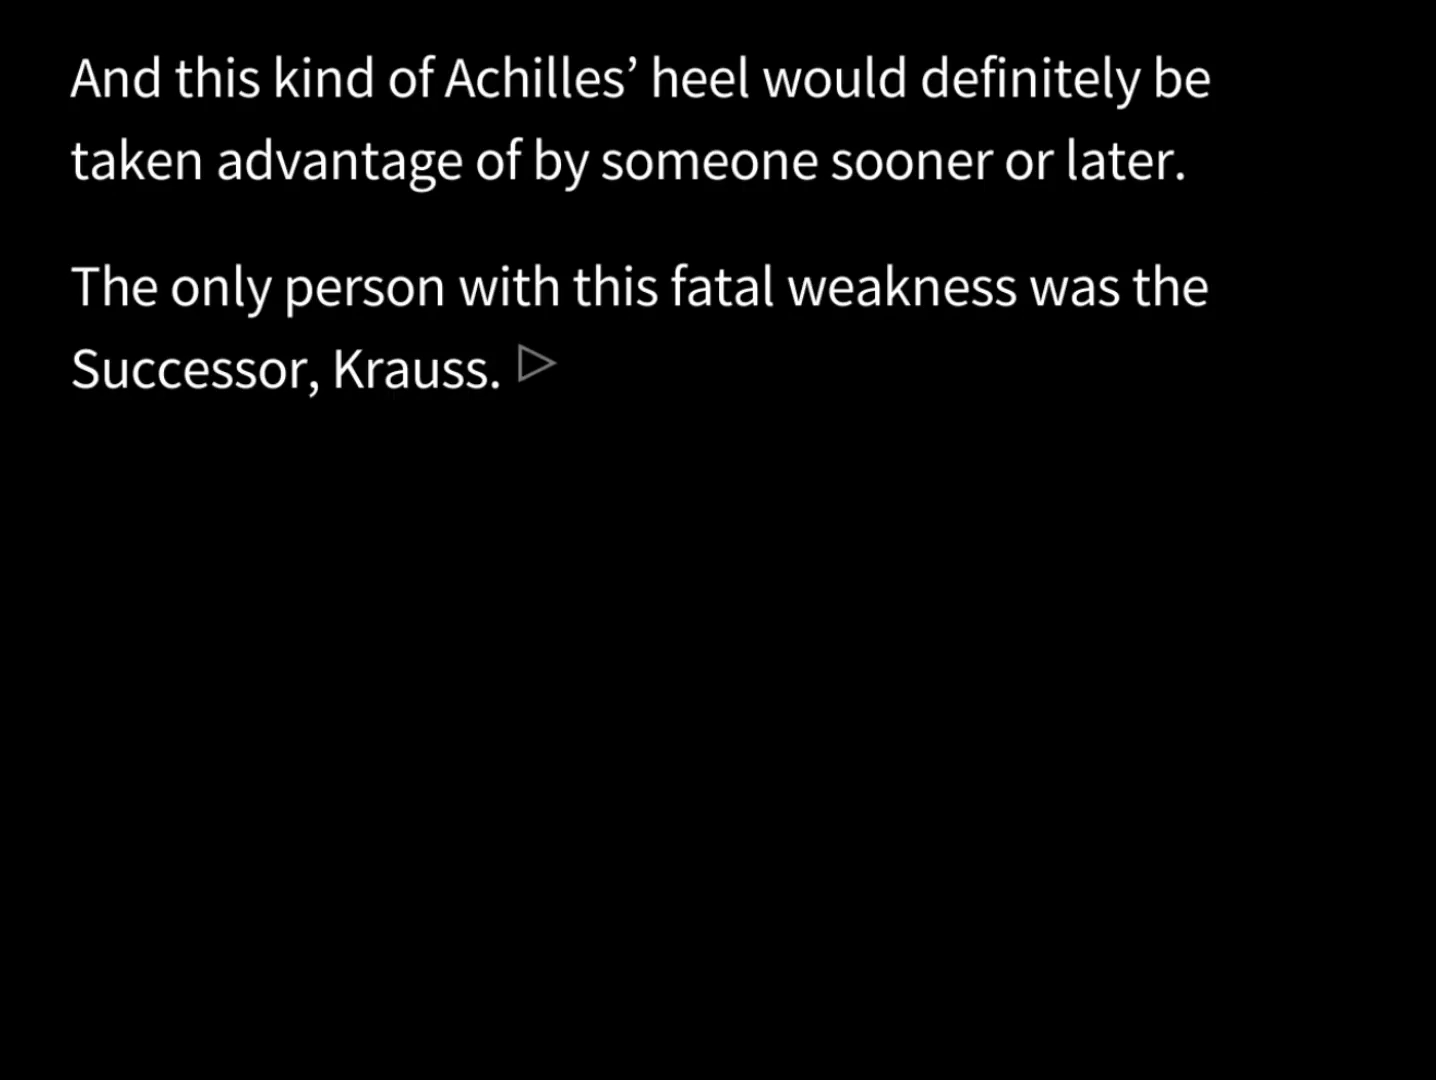 And this kind of Achilles’ heel would definitely be
taken advantage of by someone sooner or later.
The only person with this fatal weakness was the
Successor, Krauss.